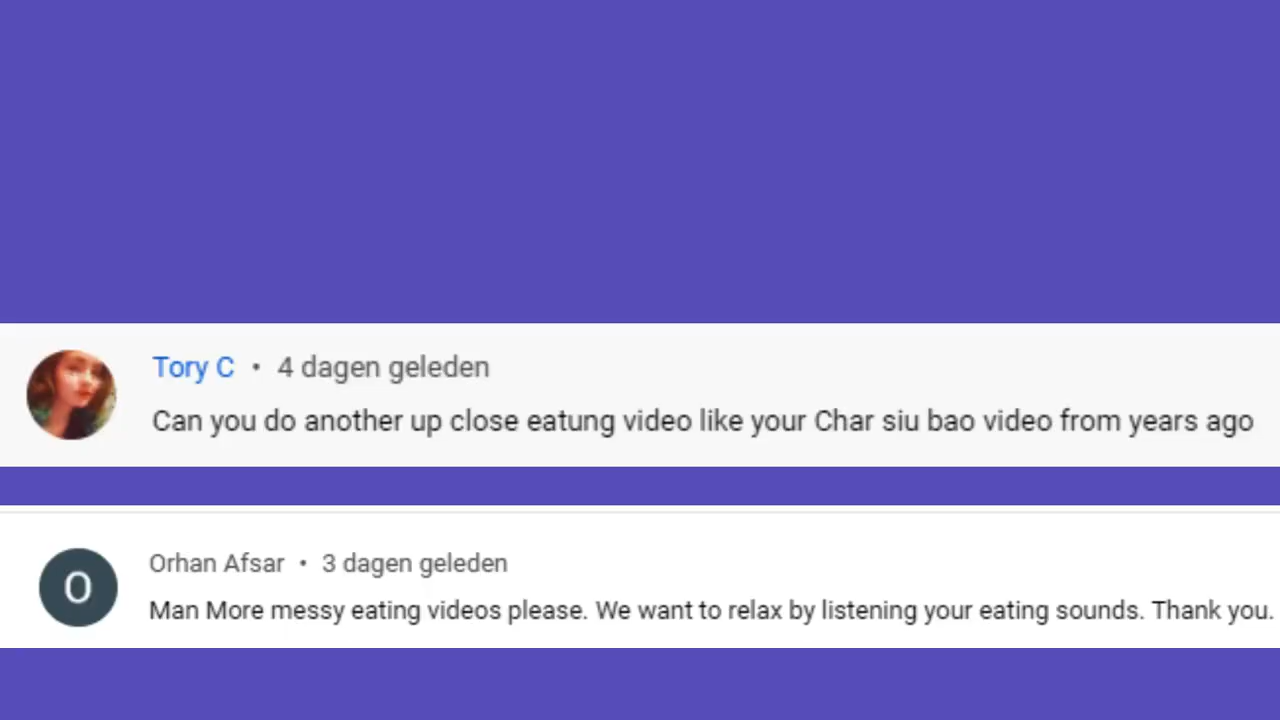 Tory C • 4 dagen geleden
Can you do another up close eatung video like your Char siu bao video from years ago
O
Orhan Afsar • 3 dagen geleden
Man More messy eating videos please. We want to relax by listening your eating sounds. Thank you.